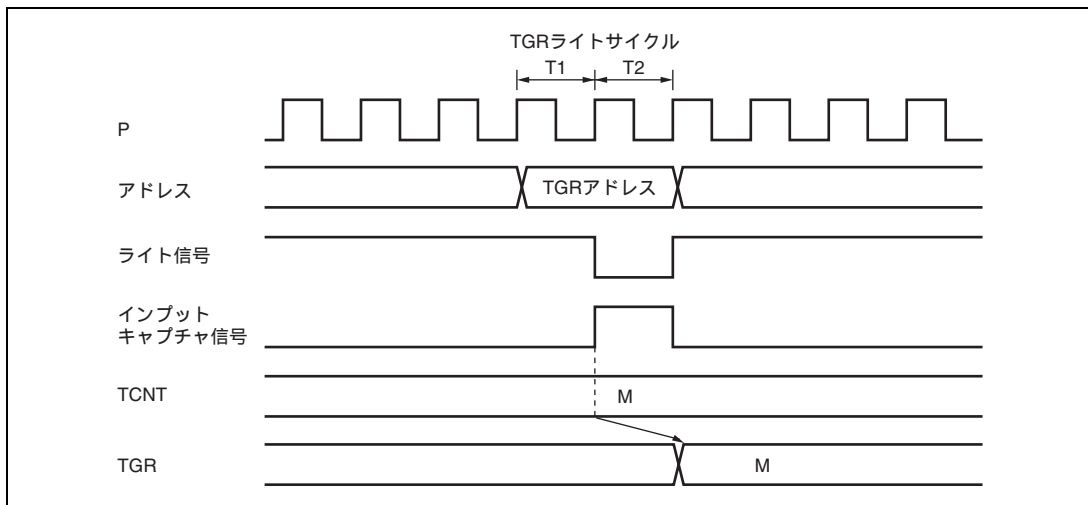 TGRライトサイクル
T1 T2
P
アドレス TGRアドレス
ライト信号
インプット
キャプチャ信号
TCNT M
TGR M